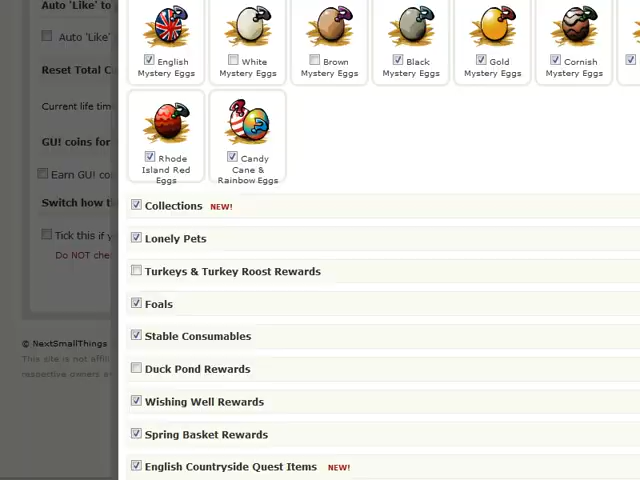 Auto 'Like' to
Auto 'Like'
Reset Total Co
Current life tim
GU! coins for
Earn GU! co
Switch how t
Tick this if y
Do NOT che
© NextSmallThings
This site is not affil
respective owners a
English Mystery Eggs
White Mystery Eggs
Brown Mystery Eggs
Black Mystery Eggs
Gold Mystery Eggs
Cornish Mystery Eggs
Rhode Island Red Eggs
Candy Cane & Rainbow Eggs
Collections NEW!
Lonely Pets
Turkeys & Turkey Roost Rewards
Foals
Stable Consumables
Duck Pond Rewards
Wishing Well Rewards
Spring Basket Rewards
English Countryside Quest Items NEW!